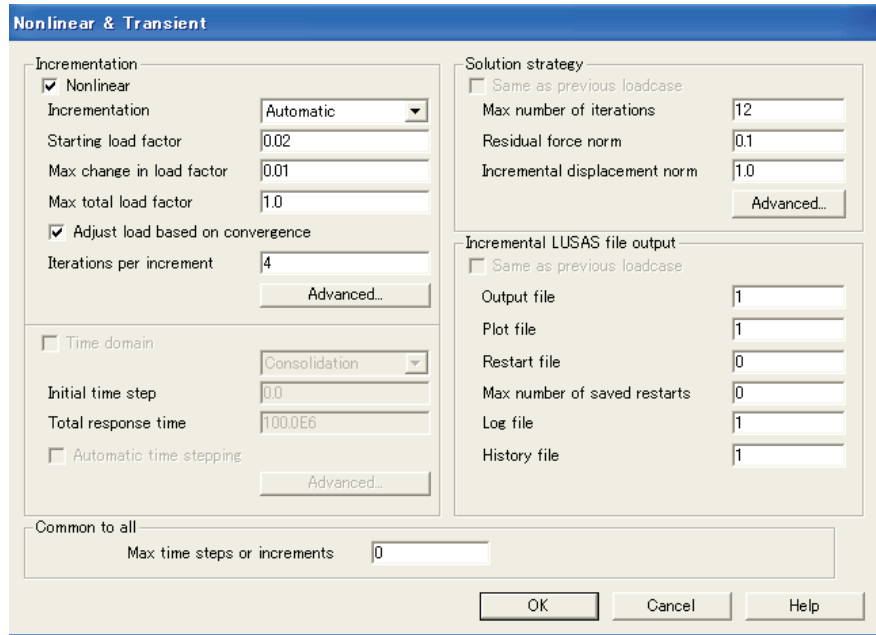 Nonlinear & Transient
Incrementation
Nonlinear
Incrementation Automatic
Starting load factor 0.02
Max change in load factor 0.01
Max total load factor 1.0
Adjust load based on convergence
Iterations per increment 4
Advanced...
Time domain
Consolidation
Initial time step 0.0
Total response time 100.0E6
Automatic time stepping
Advanced...
Solution strategy
Same as previous loadcase
Max number of iterations 12
Residual force norm 0.1
Incremental displacement norm 1.0
Advanced...
Incremental LUSAS file output
Same as previous loadcase
Output file 1
Plot file 1
Restart file 0
Max number of saved restarts 0
Log file 1
History file 1
Common to all
Max time steps or increments 0
OK Cancel Help